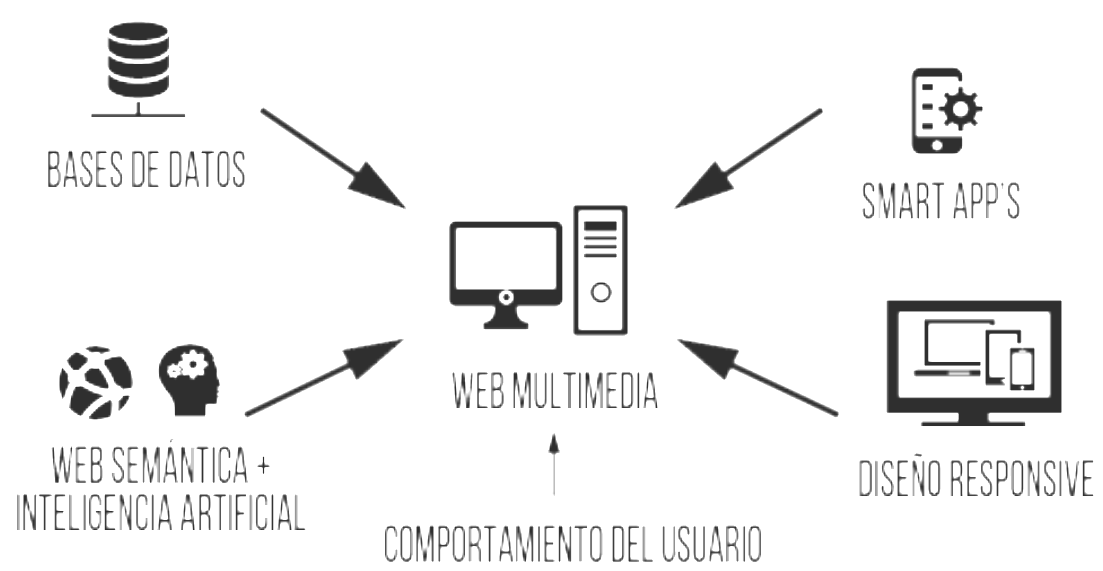 BASES DE DATOS
SMART APP'S
WEB MULTIMEDIA
WEB SEMÁNTICA +
INTELIGENCIA ARTIFICIAL
DISEÑO RESPONSIVE
COMPORTAMIENTO DEL USUARIO